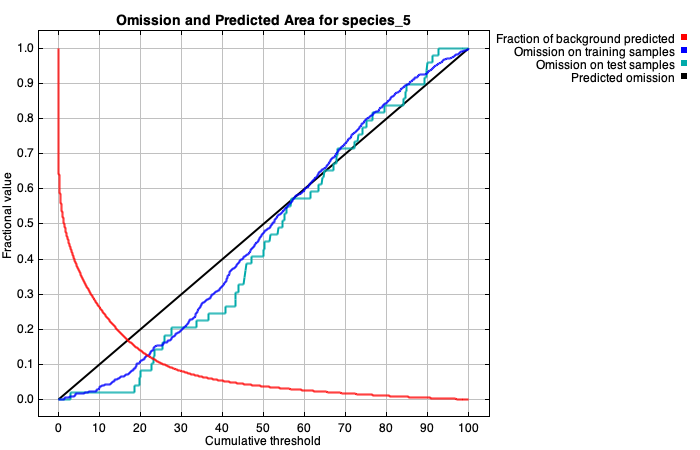 Omission and Predicted Area for species_5
Fraction of background predicted
Omission on training samples
Omission on test samples
Predicted omission
Fractional value
1.0
0.9
0.8
0.7
0.6
0.5
0.4
0.3
0.2
0.1
0.0
0 10 20 30 40 50 60 70 80 90 100
Cumulative threshold